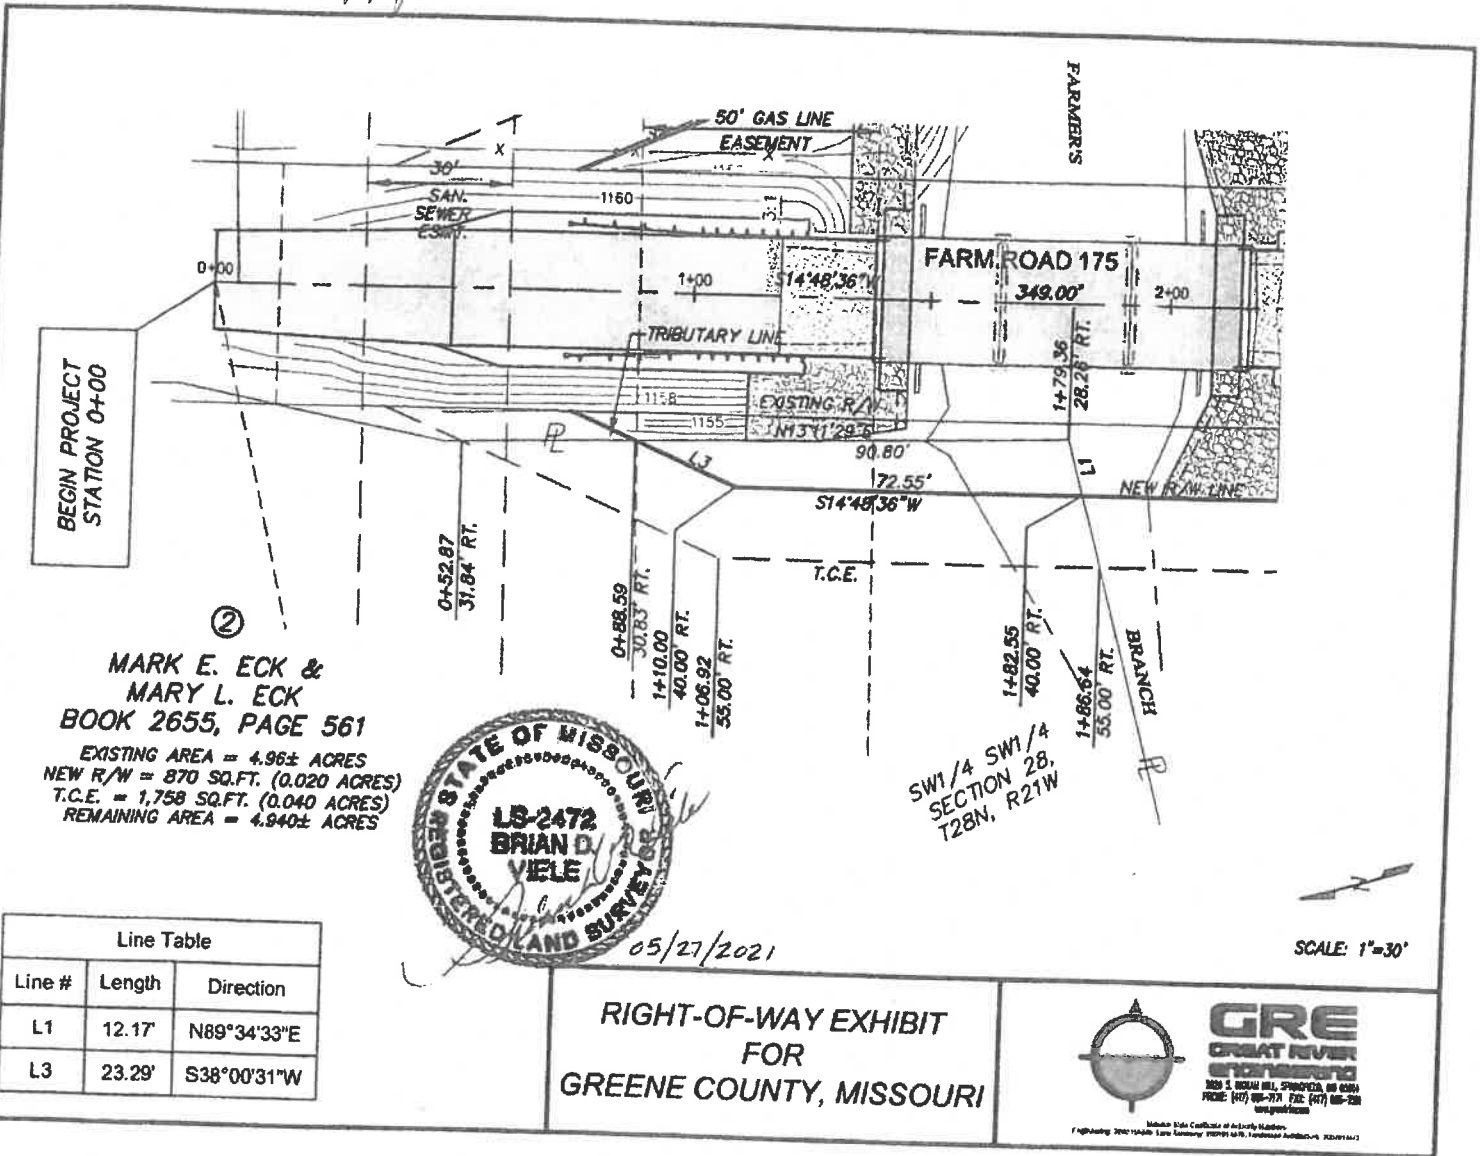 50' GAS LINE
EASEMENT
FARMER'S
30'
SAN.
SEWER
ESMT.
1160
3:1
X
X
0+00
1+00
S14°48'36"W
FARM ROAD 175
349.00'
2+00
TRIBUTARY LINE
BEGIN PROJECT
STATION 0+00
1158
1155
EXISTING R/W
N13°11'29"E
90.80'
72.55'
S14°48'36"W
1+79.36
28.26' RT.
L1
L3
PL
NEW R/W LINE
T.C.E.
0+52.87
31.84' RT.
0+88.59
30.83' RT.
1+10.00
40.00' RT.
1+06.92
55.00' RT.
1+82.55
40.00' RT.
1+86.64
55.00' RT.
BRANCH
PL
②
MARK E. ECK &
MARY L. ECK
BOOK 2655, PAGE 561
EXISTING AREA = 4.96± ACRES
NEW R/W = 870 SQ.FT. (0.020 ACRES)
T.C.E. = 1,758 SQ.FT. (0.040 ACRES)
REMAINING AREA = 4.940± ACRES
SW1/4 SW1/4
SECTION 28,
T28N, R21W
STATE OF MISSOURI
LS-2472
BRIAN D.
VIELE
REGISTERED LAND SURVEYOR
05/27/2021
SCALE: 1"=30'
Line Table
Line # Length Direction
L1 12.17' N89°34'33"E
L3 23.29' S38°00'31"W
RIGHT-OF-WAY EXHIBIT
FOR
GREENE COUNTY, MISSOURI
GRE
GREAT RIVER
ENGINEERING